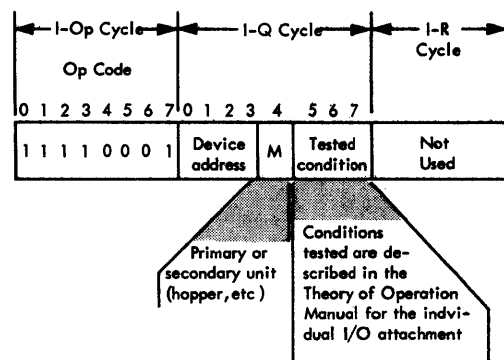 I-Op Cycle I-Q Cycle I-R Cycle
Op Code
0 1 2 3 4 5 6 7 0 1 2 3 4 5 6 7
1 1 1 1 0 0 0 1 Device address M Tested condition Not Used
Primary or
secondary unit
(hopper, etc)
Conditions
tested are de-
scribed in the
Theory of Operation
Manual for the indvi-
dual I/O attachment